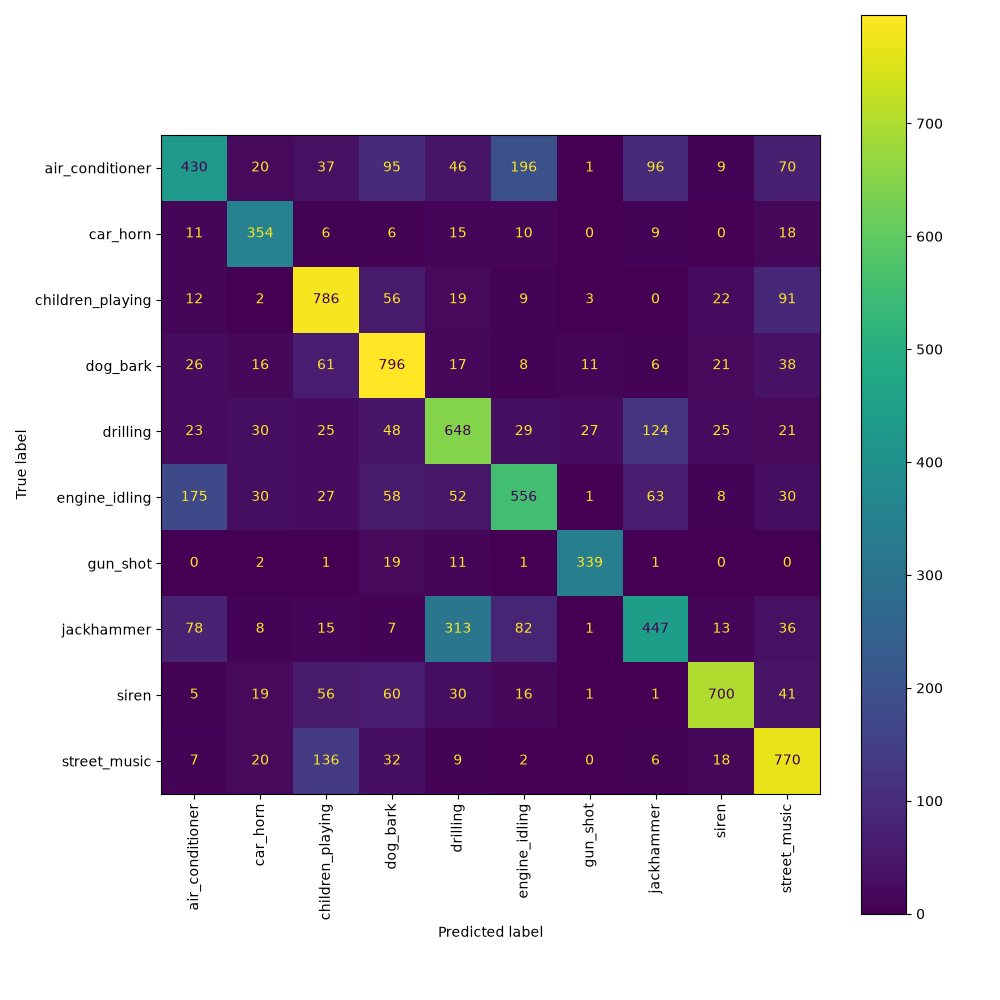 700
air_conditioner 430 20 37 95 46 196 1 96 9 70
600
car_horn 11 354 6 6 15 10 0 9 0 18
children_playing 12 2 786 56 19 9 3 0 22 91
500
dog_bark 26 16 61 796 17 8 11 6 21 38
drilling 23 30 25 48 648 29 27 124 25 21
True label
400
engine_idling 175 30 27 58 52 556 1 63 8 30
gun_shot 0 2 1 19 11 1 339 1 0 0
300
jackhammer 78 8 15 7 313 82 1 447 13 36
200
siren 5 19 56 60 30 16 1 1 700 41
street_music 7 20 136 32 9 2 0 6 18 770
100
air_conditioner car_horn children_playing dog_bark drilling engine_idling gun_shot jackhammer siren street_music
0
Predicted label